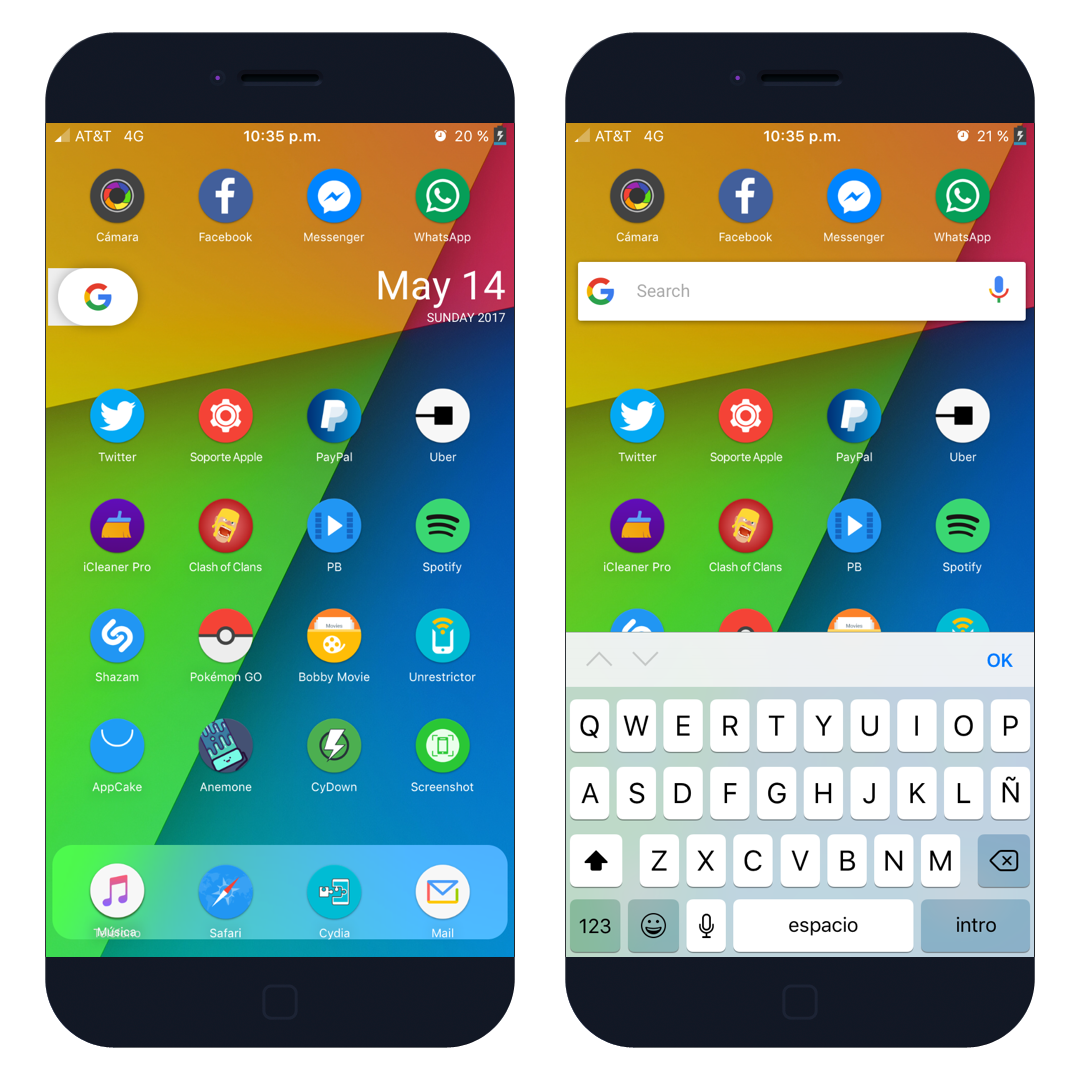 AT&T 4G 10:35 p.m. 20 %
Cámara Facebook Messenger WhatsApp
G May 14
SUNDAY 2017
Twitter Soporte Apple PayPal Uber
iCleaner Pro Clash of Clans PB Spotify
Movies
Shazam Pokémon GO Bobby Movie Unrestrictor
AppCake Anemone CyDown Screenshot
Música Safari Cydia Mail
AT&T 4G 10:35 p.m. 21 %
Cámara Facebook Messenger WhatsApp
G Search
Twitter Soporte Apple PayPal Uber
iCleaner Pro Clash of Clans PB Spotify
Movies
OK
Q W E R T Y U I O P
A S D F G H J K L Ñ
Z X C V B N M
123 espacio intro